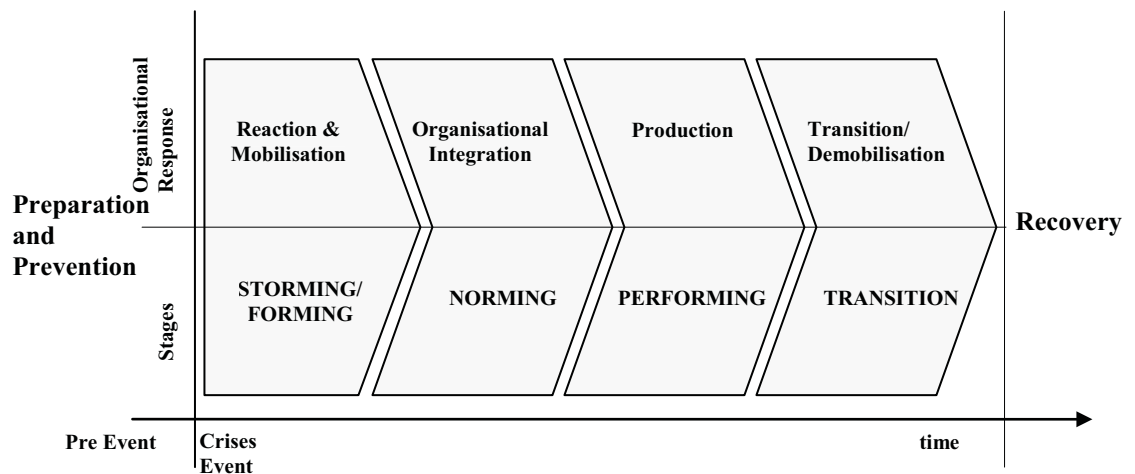 Organisational
Response
Reaction &
Mobilisation
Organisational
Integration
Production
Transition/
Demobilisation
Preparation
and
Prevention
Recovery
Stages
STORMING/
FORMING
NORMING
PERFORMING
TRANSITION
Pre Event
Crises
Event
time